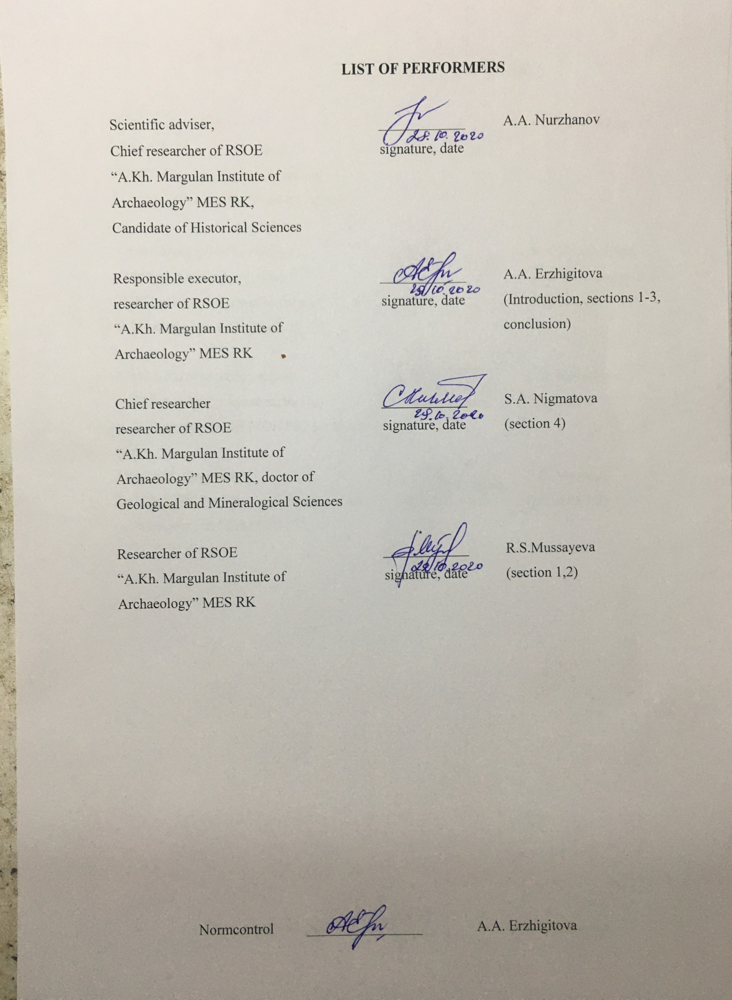 LIST OF PERFORMERS
Scientific adviser,
Chief researcher of RSOE
“A.Kh. Margulan Institute of
Archaeology” MES RK,
Candidate of Historical Sciences
28.10.2020
signature, date
A.A. Nurzhanov
Responsible executor,
researcher of RSOE
“A.Kh. Margulan Institute of
Archaeology” MES RK
29/10.2020
signature, date
A.A. Erzhigitova
(Introduction, sections 1-3,
conclusion)
Chief researcher
researcher of RSOE
“A.Kh. Margulan Institute of
Archaeology” MES RK, doctor of
Geological and Mineralogical Sciences
29.10.2020
signature, date
S.A. Nigmatova
(section 4)
Researcher of RSOE
“A.Kh. Margulan Institute of
Archaeology” MES RK
29/10.2020
signature, date
R.S.Mussayeva
(section 1,2)
Normcontrol
A.A. Erzhigitova